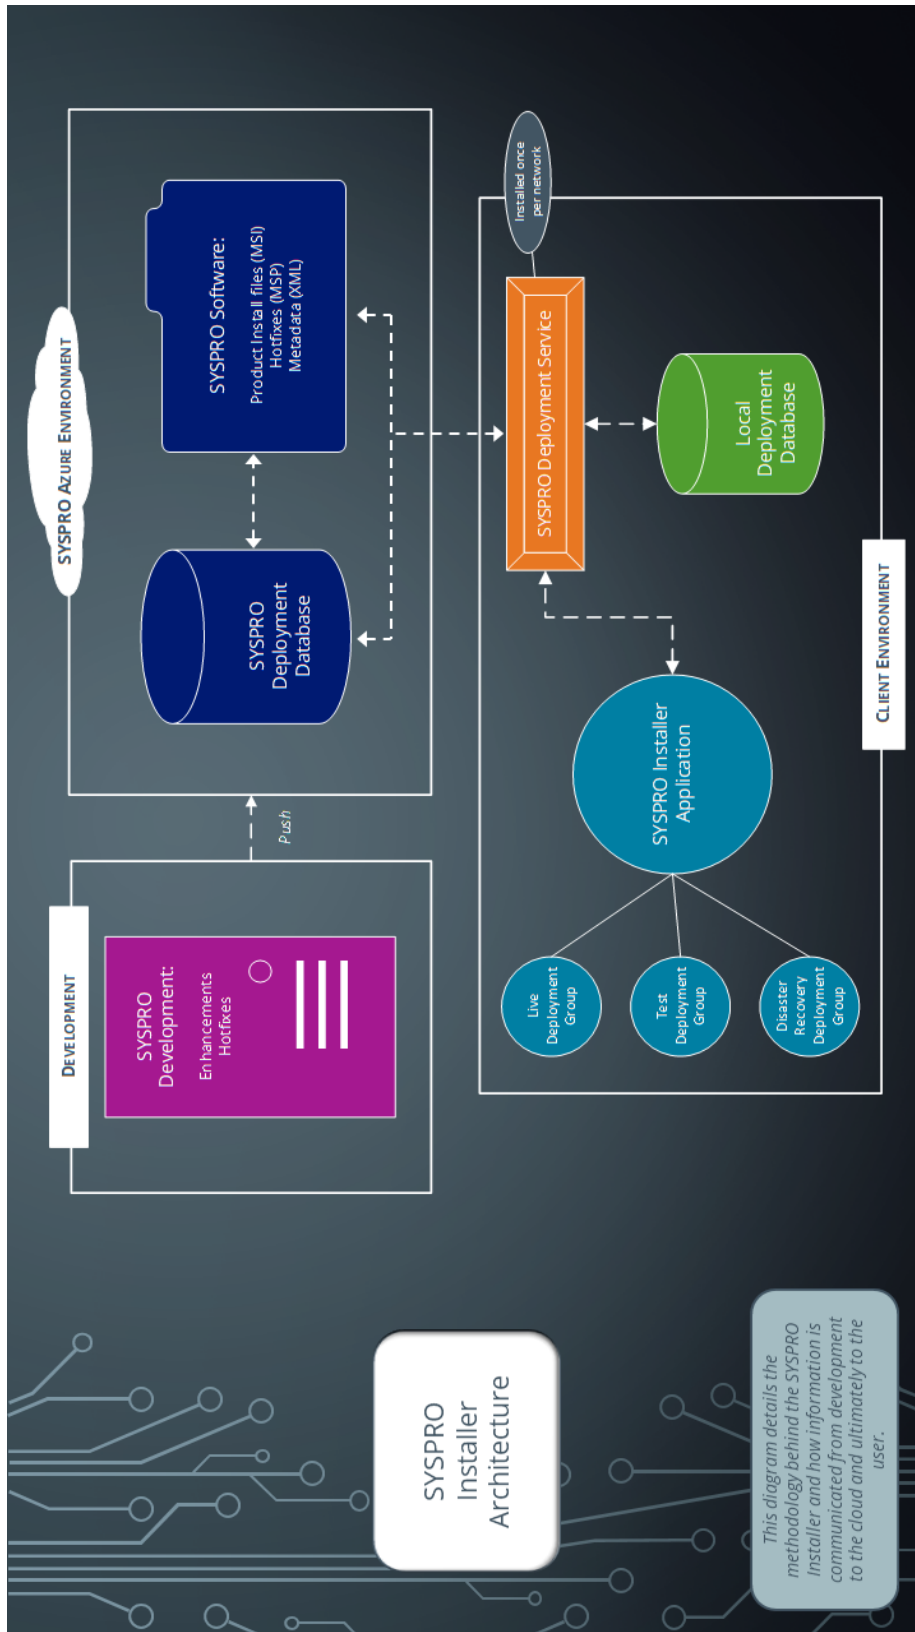 SYSPRO
Installer
Architecture
This diagram details the
methodology behind the SYSPRO
Installer and how information is
communicated from development
to the cloud and ultimately to the
user.
DEVELOPMENT
SYSPRO
Development:
Enhancements
Hotfixes
Push
SYSPRO AZURE ENVIRONMENT
SYSPRO
Deployment
Database
SYSPRO Software:
Product Install files (MSI)
Hotfixes (MSP)
Metadata (XML)
Live
Deployment
Group
Test
Deployment
Group
Disaster
Recovery
Deployment
Group
SYSPRO Installer
Application
SYSPRO Deployment Service
Installed once
per network
Local
Deployment
Database
CLIENT ENVIRONMENT